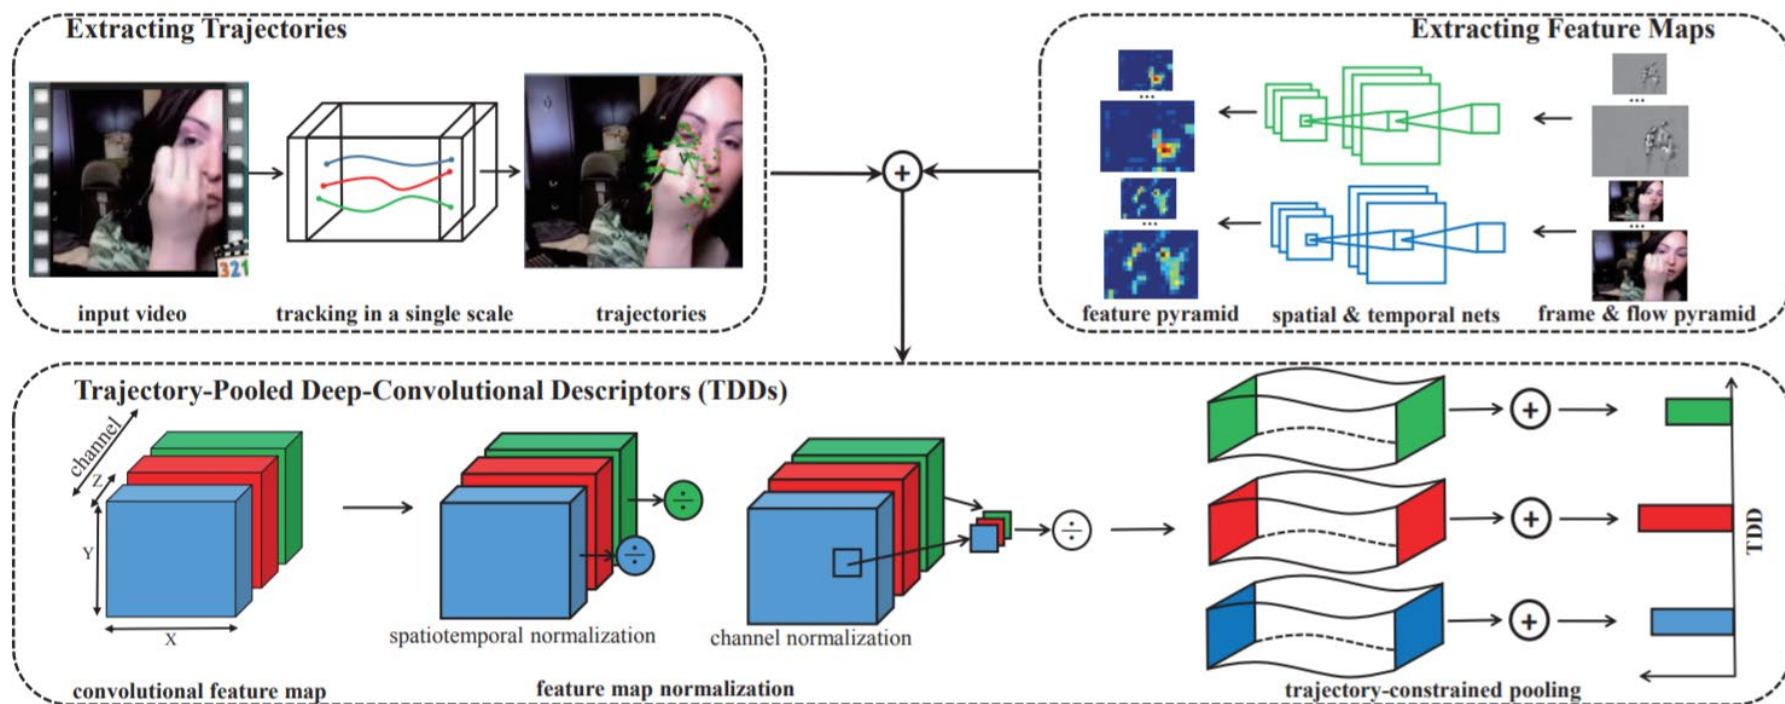 Extracting Trajectories
321
input video
tracking in a single scale
trajectories
+
Extracting Feature Maps
...
...
...
...
feature pyramid
spatial & temporal nets
frame & flow pyramid
Trajectory-Pooled Deep-Convolutional Descriptors (TDDs)
channel
Z
Y
X
÷
÷
÷
spatiotemporal normalization
channel normalization
+
+
+
TDD
convolutional feature map
feature map normalization
trajectory-constrained pooling